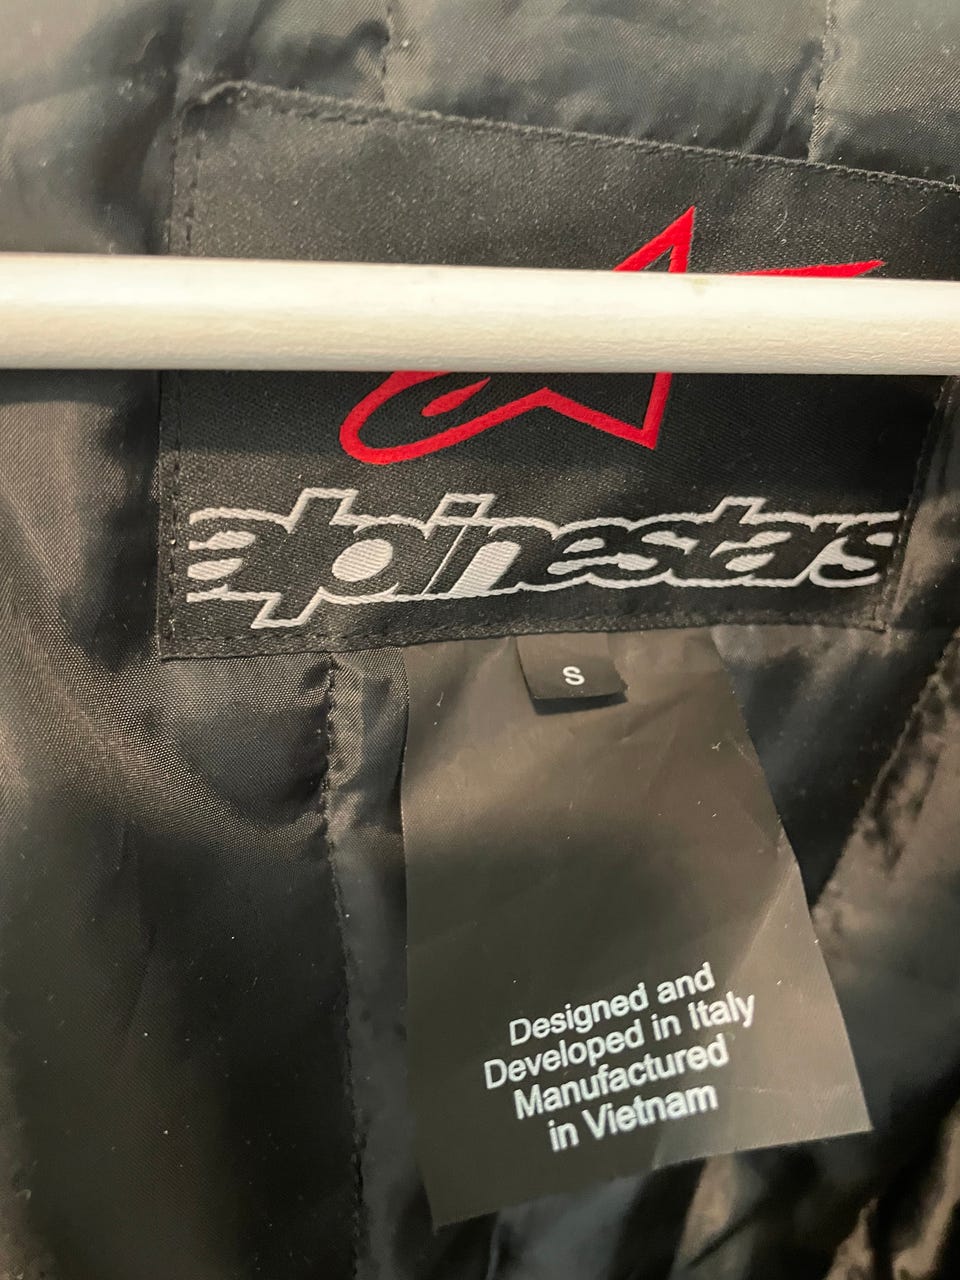 alpinestars
S
Designed and
Developed in Italy
Manufactured
in Vietnam